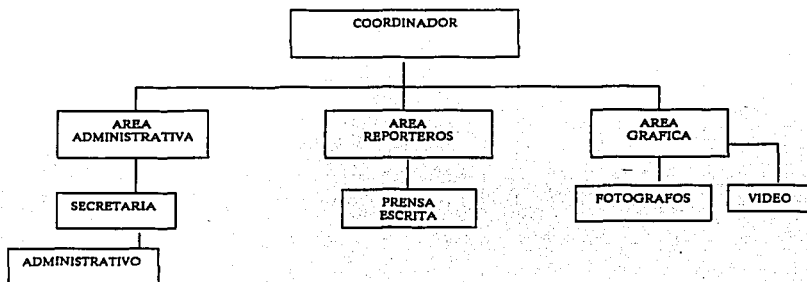 COORDINADOR
AREA
ADMINISTRATIVA
AREA
REPORTEROS
AREA
GRAFICA
SECRETARIA
PRENSA
ESCRITA
FOTOGRAFOS
VIDEO
ADMINISTRATIVO